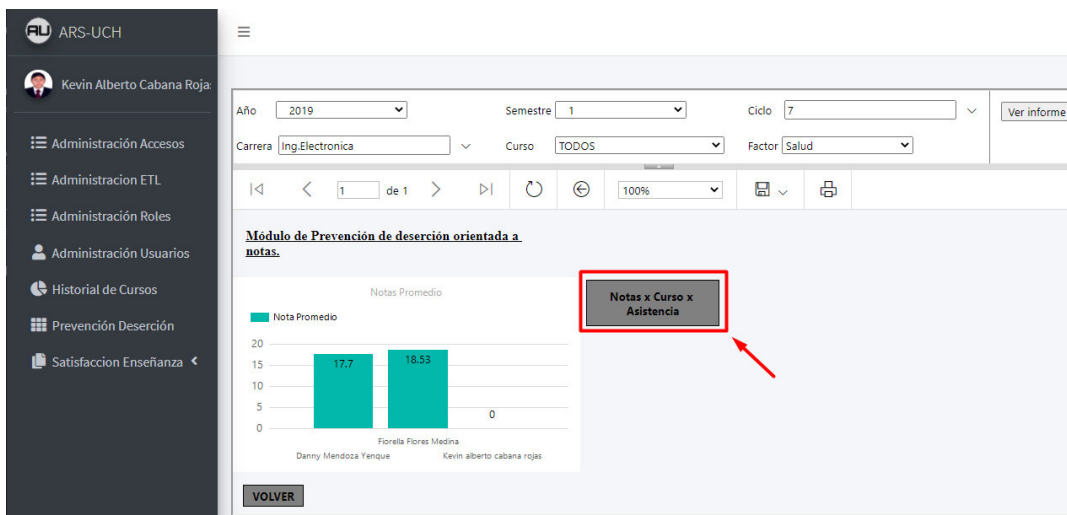 AU ARS-UCH
Kevin Alberto Cabana Roja
Administración Accesos
Administracion ETL
Administración Roles
Administración Usuarios
Historial de Cursos
Prevención Deserción
Satisfaccion Enseñanza
Año 2019 Semestre 1 Ciclo 7 Ver informe
Carrera Ing.Electronica Curso TODOS Factor Salud
1 de 1 100%
Módulo de Prevención de deserción orientada a
notas.
Notas Promedio
Nota Promedio
20
15
10
5
0
17.7
18.53
0
Fiorella Flores Medina
Danny Mendoza Yenque Kevin alberto cabana rojas
Notas x Curso x
Asistencia
VOLVER